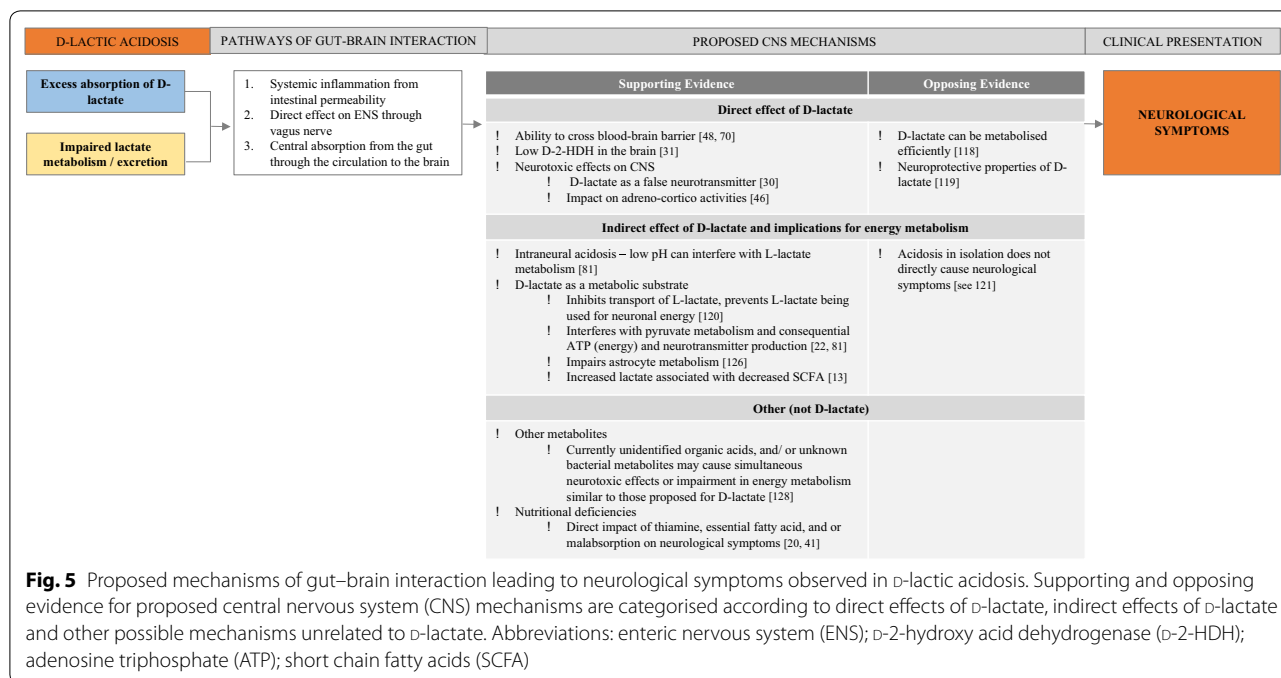 D-LACTIC ACIDOSIS
PATHWAYS OF GUT-BRAIN INTERACTION
PROPOSED CNS MECHANISMS
CLINICAL PRESENTATION
Excess absorption of D-
lactate
Impaired lactate
metabolism / excretion
1. Systemic inflammation from
intestinal permeability
2. Direct effect on ENS through
vagus nerve
3. Central absorption from the gut
through the circulation to the brain
Supporting Evidence
Opposing Evidence
Direct effect of D-lactate
! Ability to cross blood-brain barrier [48, 70]
! Low D-2-HDH in the brain [31]
! Neurotoxic effects on CNS
! D-lactate as a false neurotransmitter [30]
! Impact on adreno-cortico activities [46]
! D-lactate can be metabolised
efficiently [118]
! Neuroprotective properties of D-
lactate [119]
Indirect effect of D-lactate and implications for energy metabolism
! Intraneural acidosis – low pH can interfere with L-lactate
metabolism [81]
! D-lactate as a metabolic substrate
! Inhibits transport of L-lactate, prevents L-lactate being
used for neuronal energy [120]
! Interferes with pyruvate metabolism and consequential
ATP (energy) and neurotransmitter production [22, 81]
! Impairs astrocyte metabolism [126]
! Increased lactate associated with decreased SCFA [13]
! Acidosis in isolation does not
directly cause neurological
symptoms [see 121]
Other (not D-lactate)
! Other metabolites
! Currently unidentified organic acids, and/ or unknown
bacterial metabolites may cause simultaneous
neurotoxic effects or impairment in energy metabolism
similar to those proposed for D-lactate [128]
! Nutritional deficiencies
! Direct impact of thiamine, essential fatty acid, and or
malabsorption on neurological symptoms [20, 41]
NEUROLOGICAL
SYMPTOMS
Fig. 5 Proposed mechanisms of gut–brain interaction leading to neurological symptoms observed in D-lactic acidosis. Supporting and opposing
evidence for proposed central nervous system (CNS) mechanisms are categorised according to direct effects of D-lactate, indirect effects of D-lactate
and other possible mechanisms unrelated to D-lactate. Abbreviations: enteric nervous system (ENS); D-2-hydroxy acid dehydrogenase (D-2-HDH);
adenosine triphosphate (ATP); short chain fatty acids (SCFA)